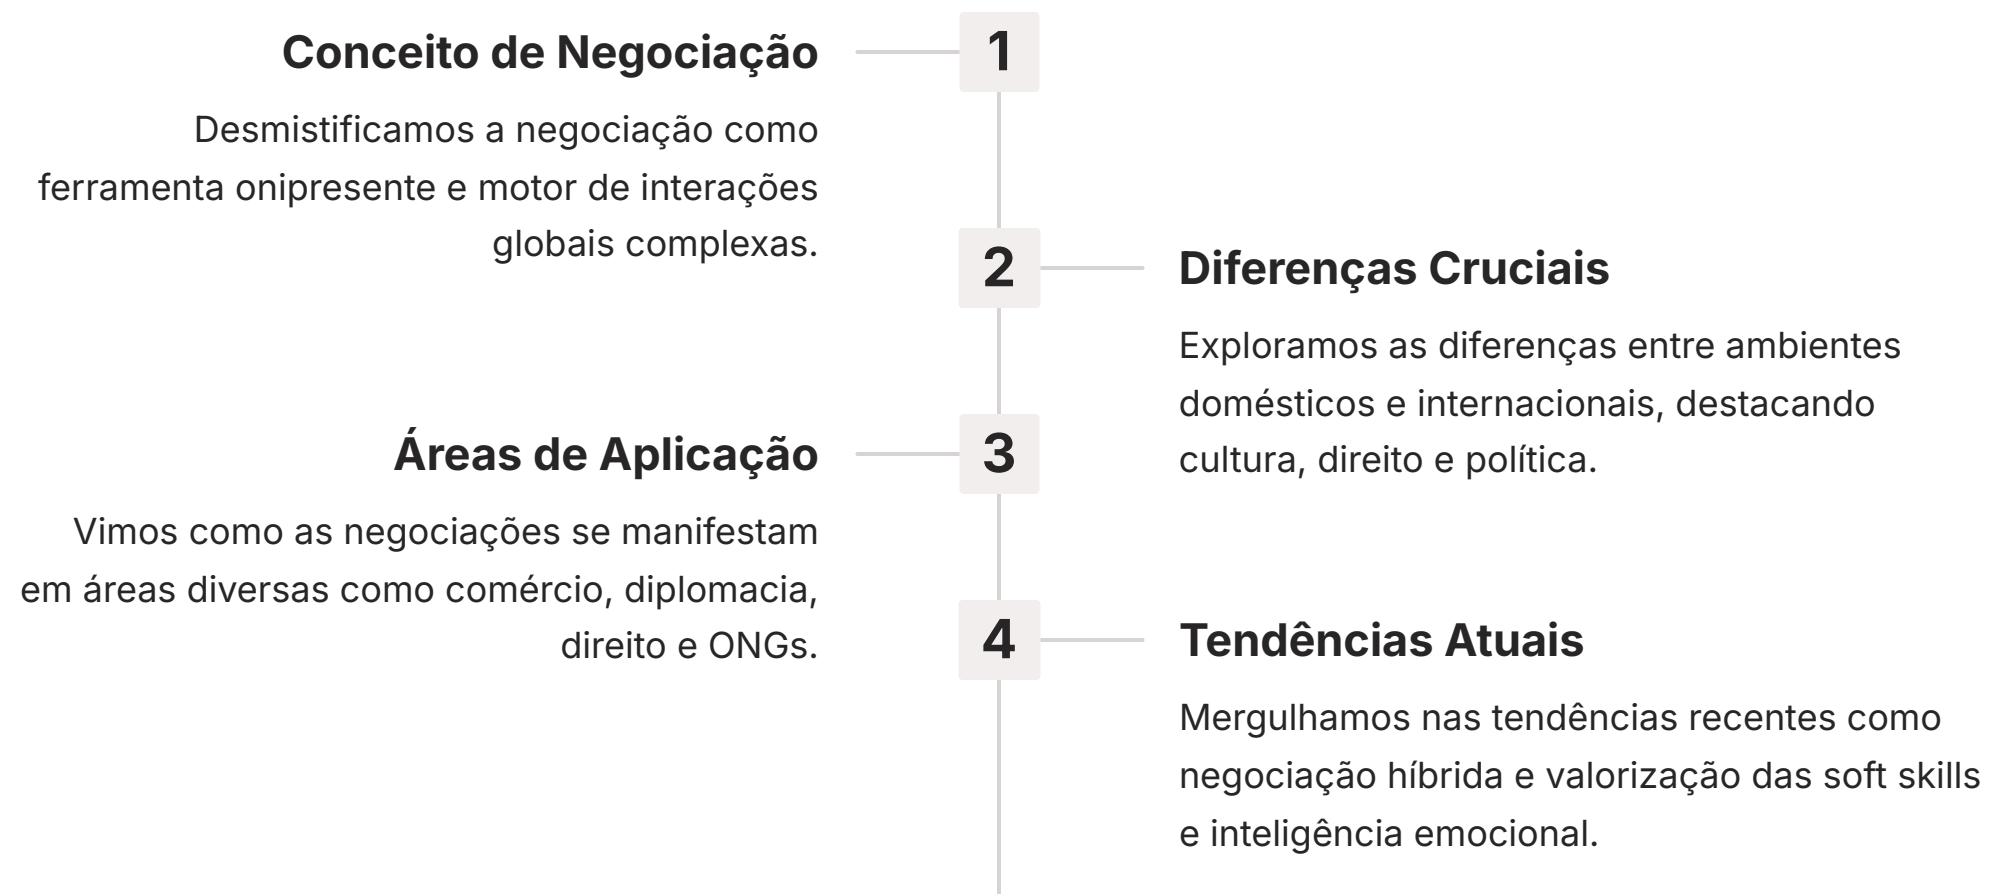 1
Conceito de Negociação
Desmistificamos a negociação como
ferramenta onipresente e motor de interações
globais complexas.
2
Diferenças Cruciais
Exploramos as diferenças entre ambientes
domésticos e internacionais, destacando
cultura, direito e política.
3
Áreas de Aplicação
Vimos como as negociações se manifestam
em áreas diversas como comércio, diplomacia,
direito e ONGs.
4
Tendências Atuais
Mergulhamos nas tendências recentes como
negociação híbrida e valorização das soft skills
e inteligência emocional.